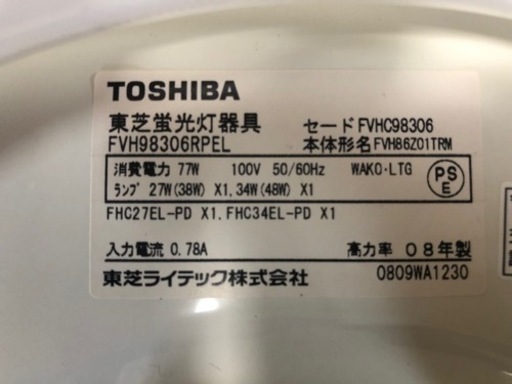 TOSHIBA
東芝蛍光灯器具 セード FVHC98306
FVH98306RPEL 本体形名 FVH86Z01TRM
消費電力 77W 100V 50/60Hz WAKO・LTG
PS
E
ランプ 27W(38W) X1,34W(48W) X1
FHC27EL-PD X1,FHC34EL-PD X1
入力電流 0.78A 高力率 08年製
東芝ライテック株式会社 0809WA1230